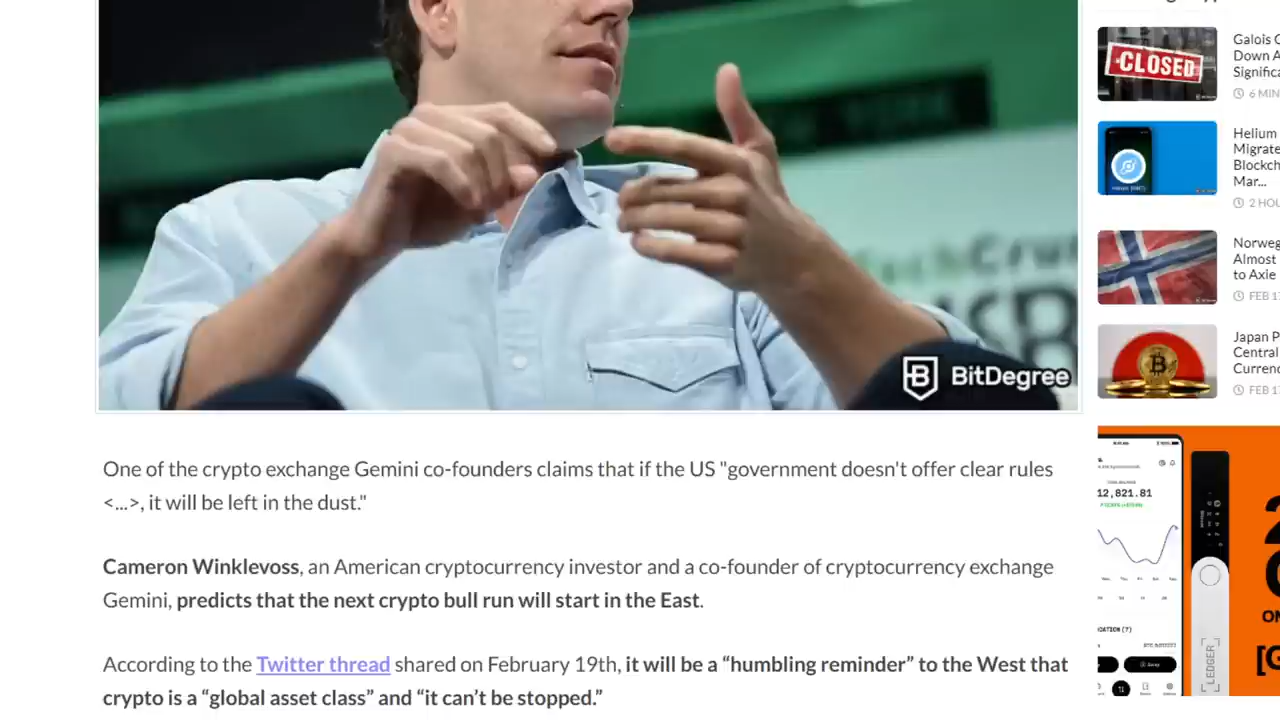 CLOSED
Galois C
Down A
Significa
6 MIN
Helium
Migrate
Blockch
Mar...
2 HOU
Norweg
Almost
to Axie
FEB 17
Japan P
Central
Currenc
FEB 17
BitDegree
One of the crypto exchange Gemini co-founders claims that if the US "government doesn't offer clear rules
<...>, it will be left in the dust."
Cameron Winklevoss, an American cryptocurrency investor and a co-founder of cryptocurrency exchange
Gemini, predicts that the next crypto bull run will start in the East.
According to the Twitter thread shared on February 19th, it will be a “humbling reminder” to the West that
crypto is a “global asset class” and “it can’t be stopped.”
12,821.81
LEDGER
ON
[G